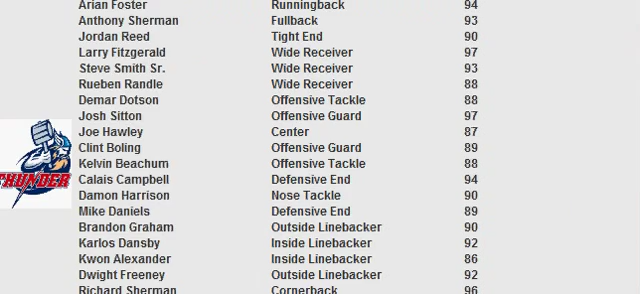 Arian Foster Runningback 94
Anthony Sherman Fullback 93
Jordan Reed Tight End 90
Larry Fitzgerald Wide Receiver 97
Steve Smith Sr. Wide Receiver 93
Rueben Randle Wide Receiver 88
Demar Dotson Offensive Tackle 88
Josh Sitton Offensive Guard 97
Joe Hawley Center 87
Clint Boling Offensive Guard 89
Kelvin Beachum Offensive Tackle 88
THUNDER
Calais Campbell Defensive End 94
Damon Harrison Nose Tackle 90
Mike Daniels Defensive End 89
Brandon Graham Outside Linebacker 90
Karlos Dansby Inside Linebacker 92
Kwon Alexander Inside Linebacker 86
Dwight Freeney Outside Linebacker 92
Richard Sherman Cornerback 96